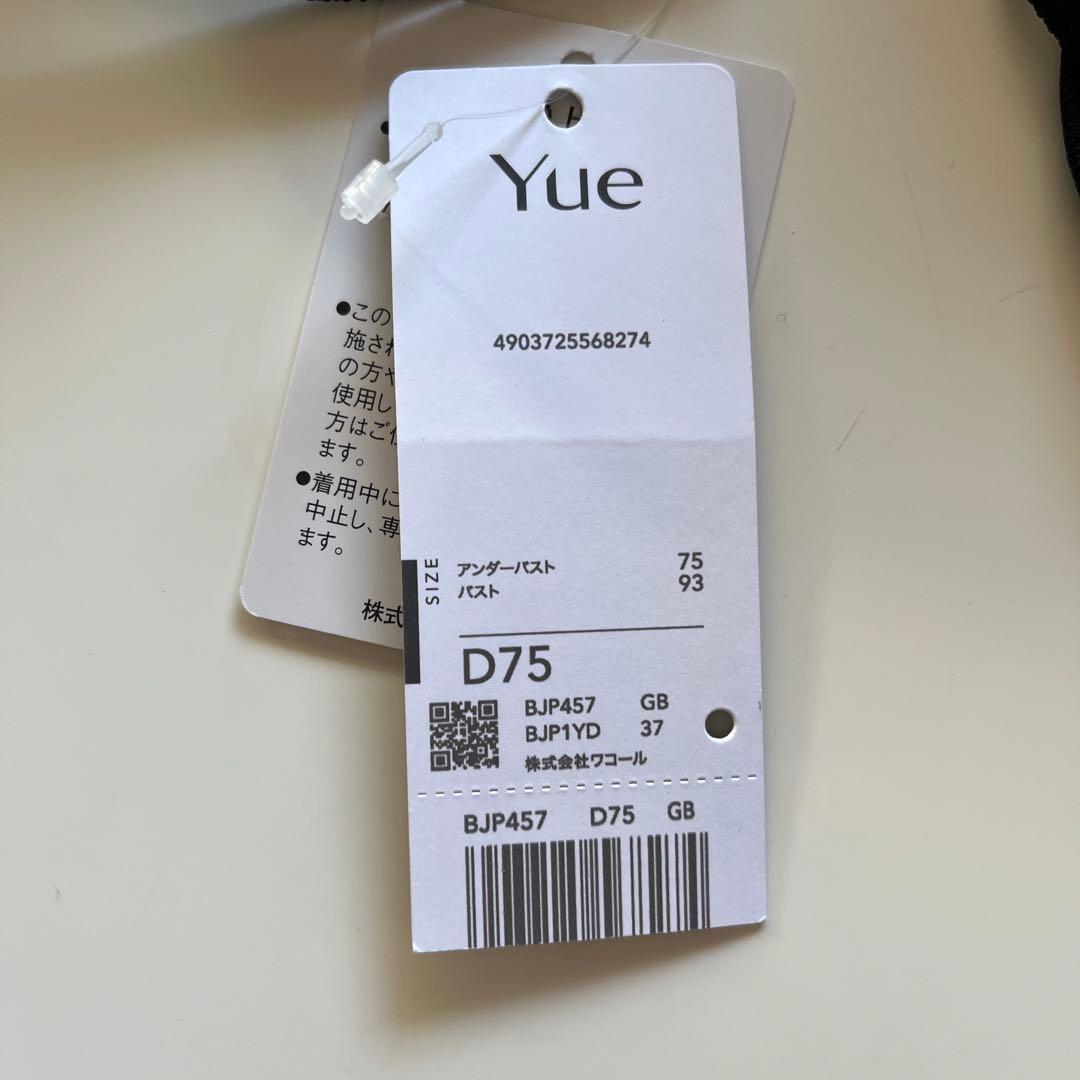 Yue
4903725568274
SIZE
アンダーバスト 75
バスト 93
D75
BJP457 GB
BJP1YD 37
株式会社ワコール
BJP457 D75 GB
●この
施され
の方や
使用し
方はご
ます。
●着用中に
中止し、専
ます。
株式